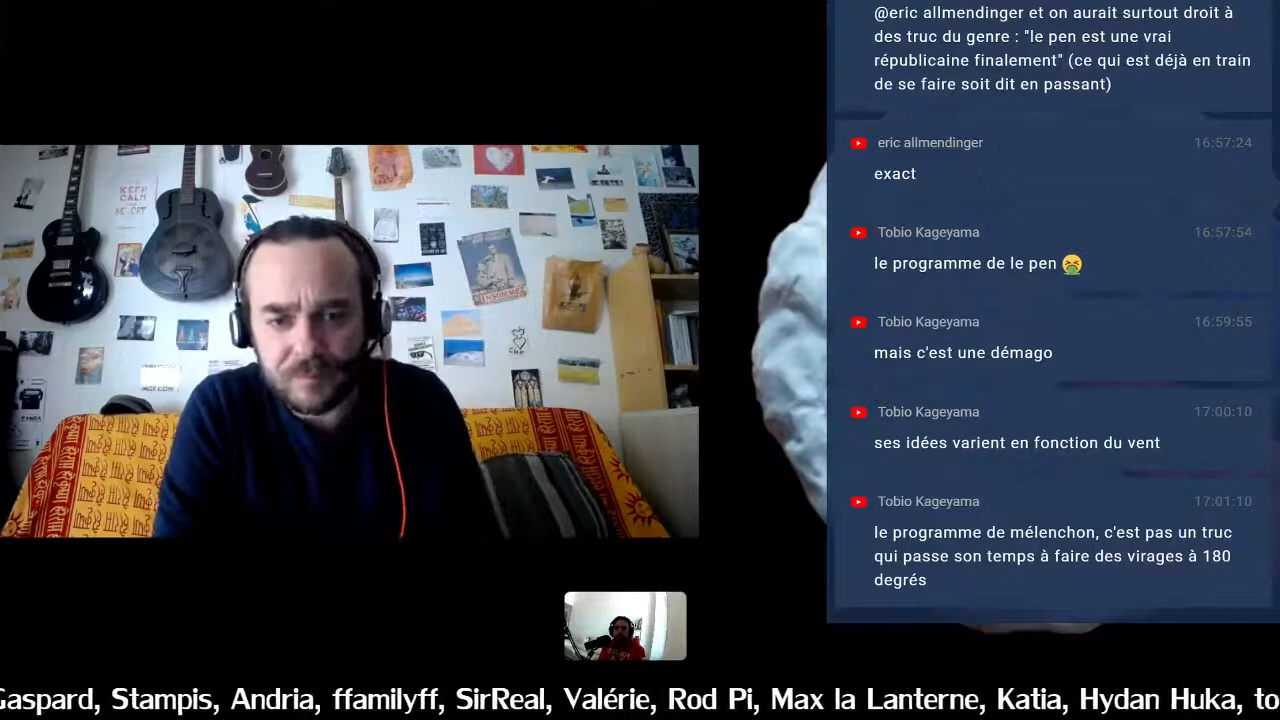 @eric allmendinger et on aurait surtout droit à
des truc du genre : "le pen est une vrai
républicaine finalement" (ce qui est déjà en train
de se faire soit dit en passant)
eric allmendinger 16:57:24
exact
Tobio Kageyama 16:57:54
le programme de le pen 🤮
Tobio Kageyama 16:59:55
mais c'est une démago
Tobio Kageyama 17:00:10
ses idées varient en fonction du vent
Tobio Kageyama 17:01:10
le programme de mélenchon, c'est pas un truc
qui passe son temps à faire des virages à 180
degrés
KEEP
CALM
INSOUMIS
Gaspard, Stampis, Andria, ffamilyff, SirReal, Valérie, Rod Pi, Max la Lanterne, Katia, Hydan Huka, to